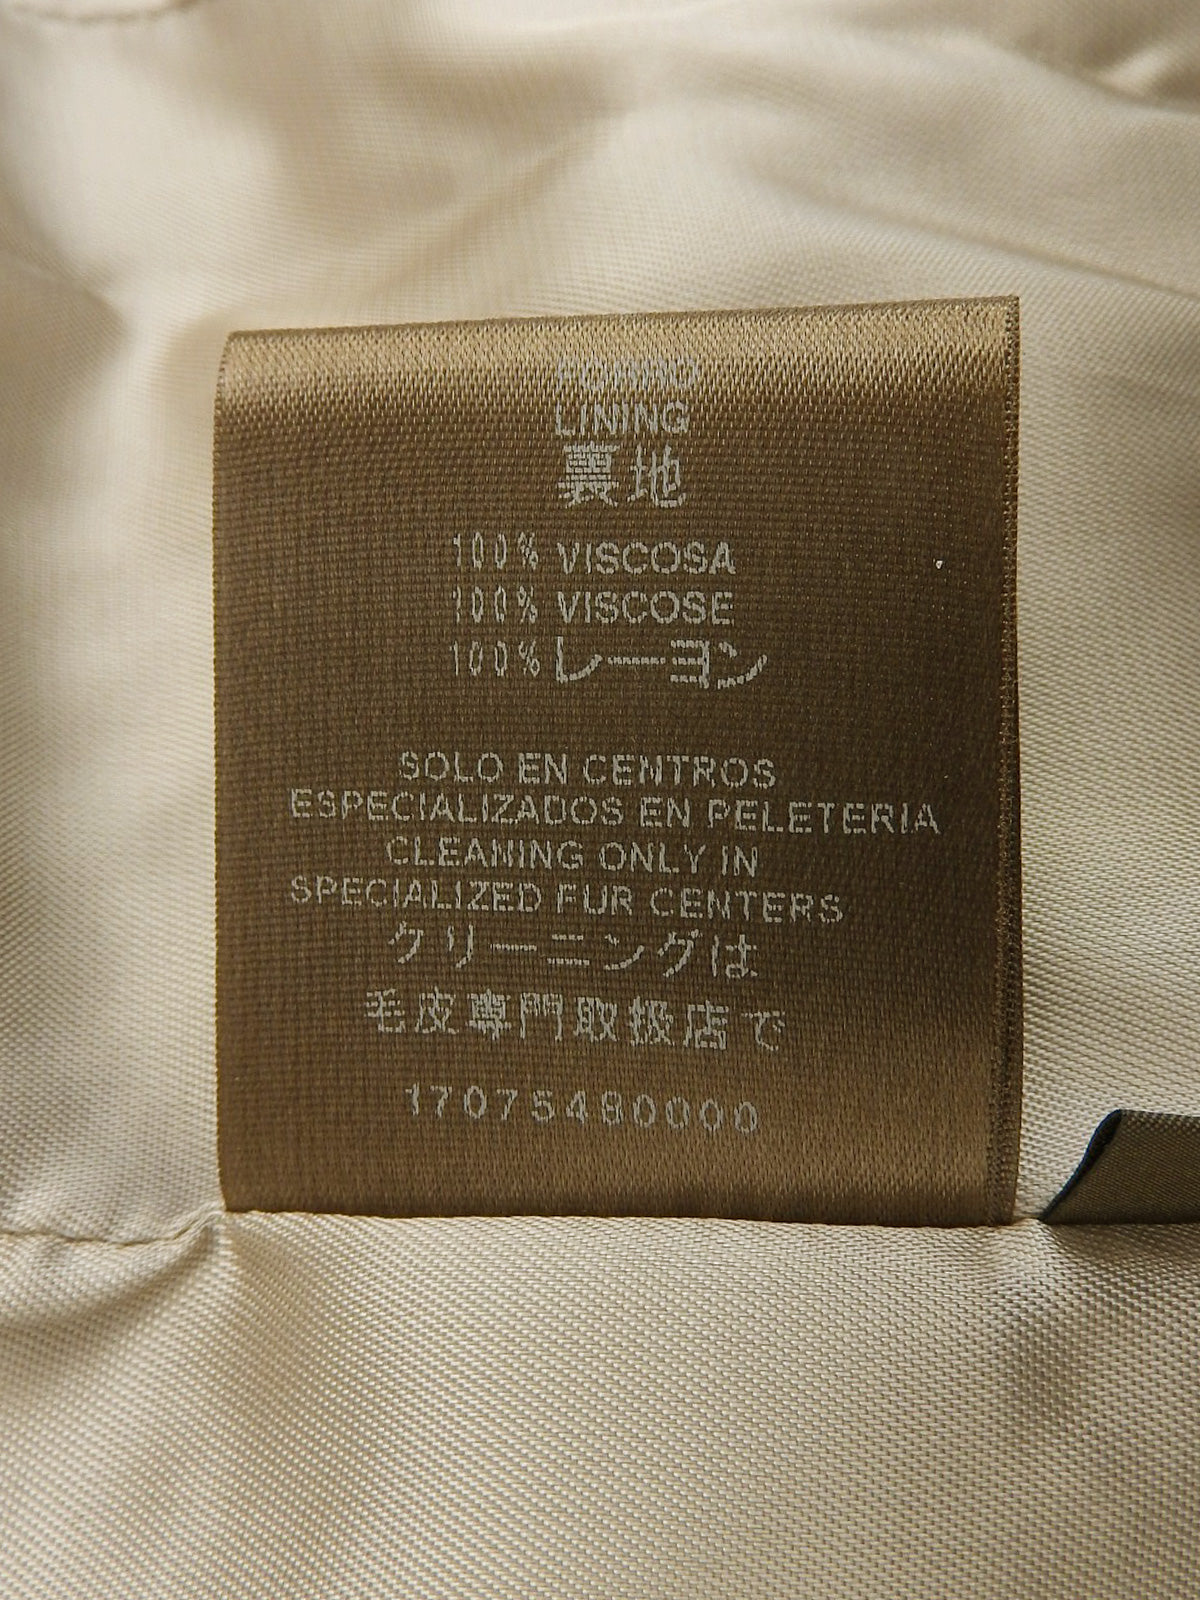 FORRO
LINING
裏地
100% VISCOSA
100% VISCOSE
100% レーヨン
SOLO EN CENTROS
ESPECIALIZADOS EN PELETERIA
CLEANING ONLY IN
SPECIALIZED FUR CENTERS
クリーニングは
毛皮専門取扱店で
17075480000